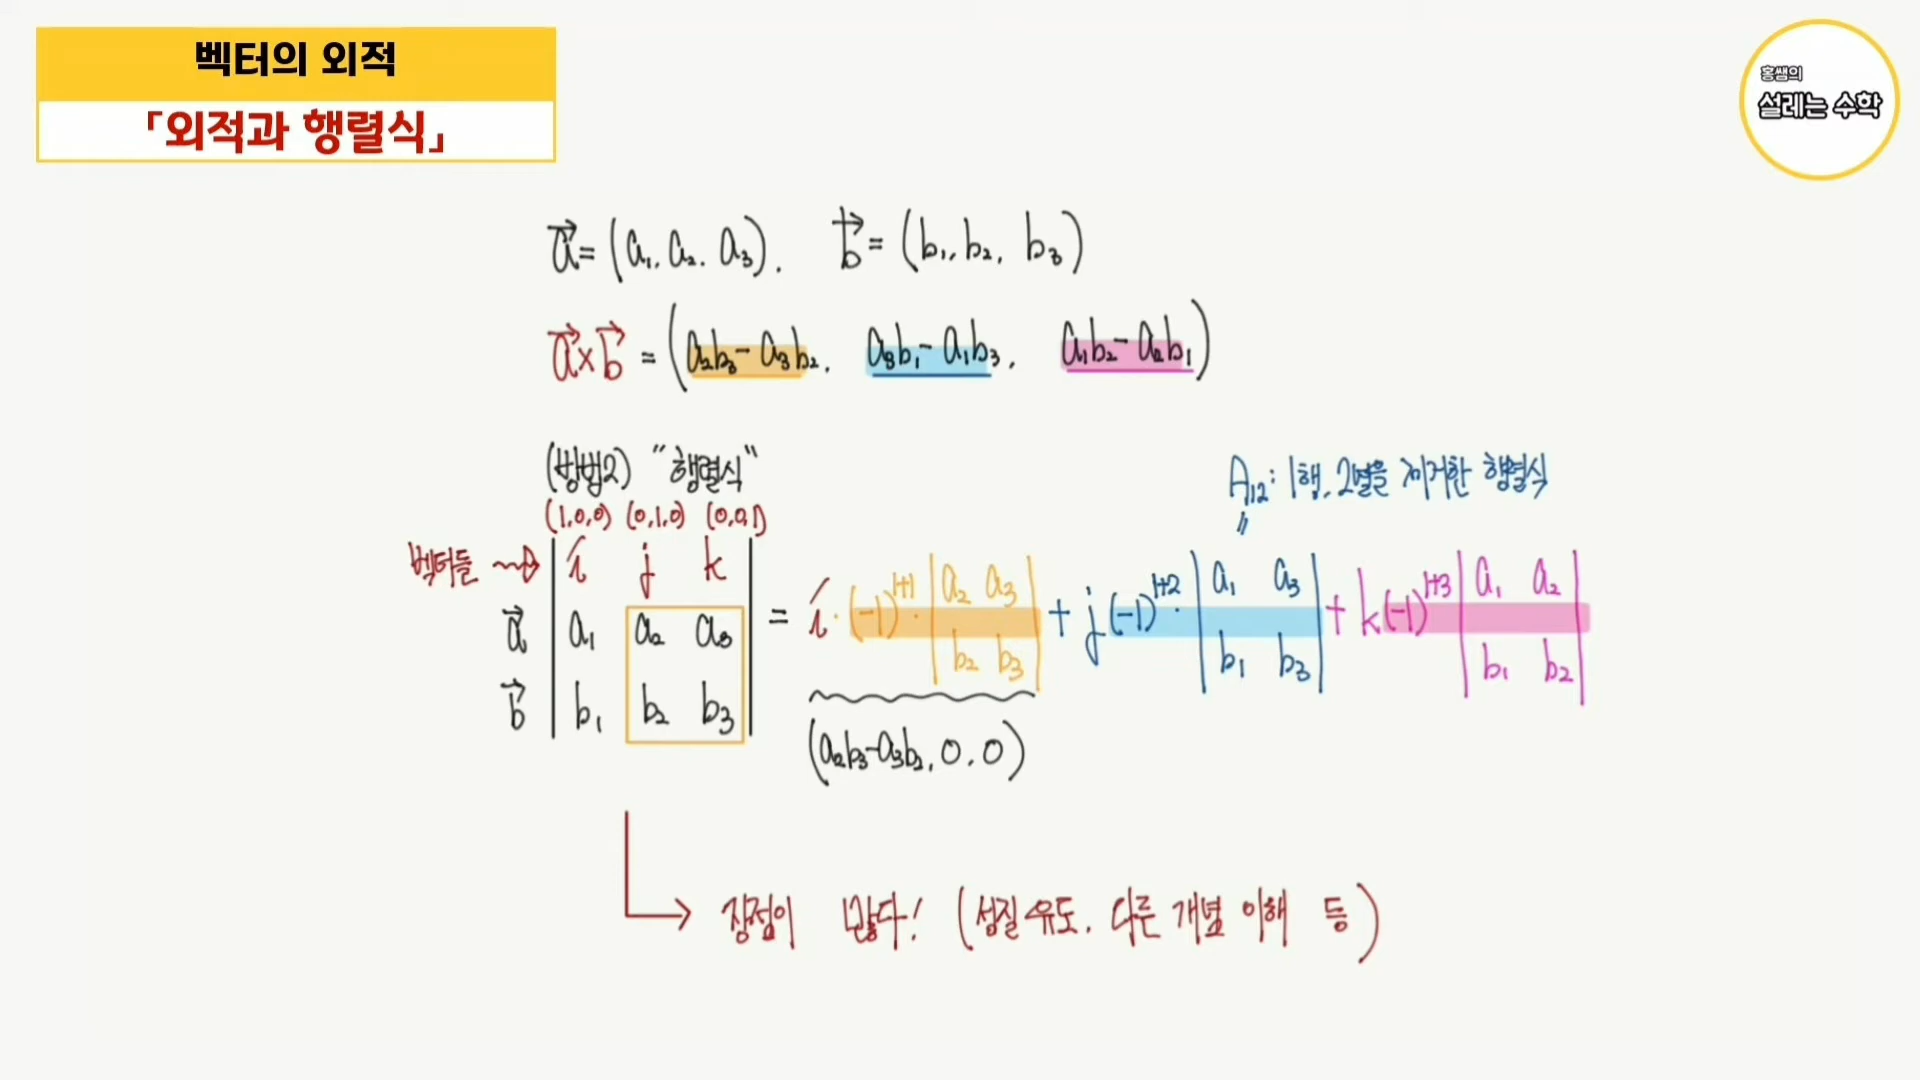 벡터의 외적
「외적과 행렬식」
홍쌤의
설레는 수학
a⃗ = (a₁, a₂, a₃), b⃗ = (b₁, b₂, b₃)
a⃗×b⃗ = (a₂b₃-a₃b₂, a₃b₁-a₁b₃, a₁b₂-a₂b₁)
(방법2) "행렬식"
A₁₂: 1행, 2열을 제거한 행렬식
(1,0,0) (0,1,0) (0,0,1)
〃
벡터들 ⇝ | i j k |
a⃗ | a₁ a₂ a₃ | = i·(-1)¹⁺¹·| a₂ a₃ | + j(-1)¹⁺²·| a₁ a₃ | + k(-1)¹⁺³| a₁ a₂ |
b⃗ | b₁ b₂ b₃ | | b₂ b₃ | | b₁ b₃ | | b₁ b₂ |
(a₂b₃-a₃b₂, 0, 0)
→ 장점이 많다! (성질유도, 다른 개념 이해 등)